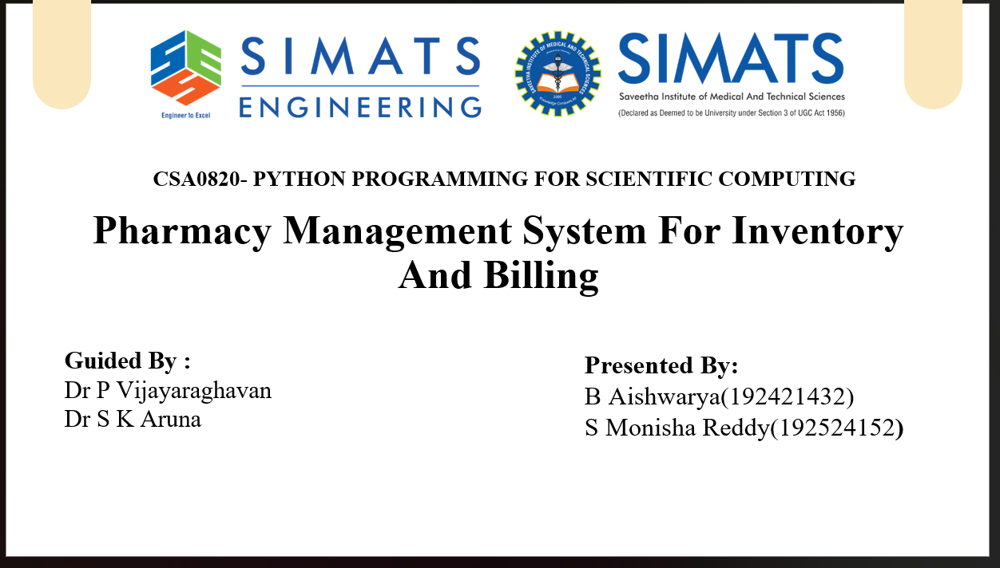 SIMATS
ENGINEERING
Engineer to Excel
SAVEETHA INSTITUTE OF MEDICAL AND TECHNICAL SCIENCES
2005
SIMATS
Saveetha Institute of Medical And Technical Sciences
(Declared as Deemed to be University under Section 3 of UGC Act 1956)
CSA0820- PYTHON PROGRAMMING FOR SCIENTIFIC COMPUTING
Pharmacy Management System For Inventory
And Billing
Guided By :
Dr P Vijayaraghavan
Dr S K Aruna
Presented By:
B Aishwarya(192421432)
S Monisha Reddy(192524152)